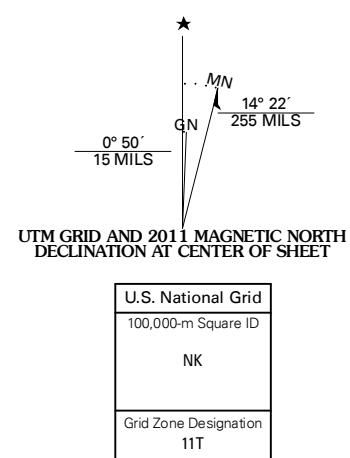 MN
14° 22´
255 MILS
GN
0° 50´
15 MILS
UTM GRID AND 2011 MAGNETIC NORTH
DECLINATION AT CENTER OF SHEET
U.S. National Grid
100,000-m Square ID
NK
Grid Zone Designation
11T